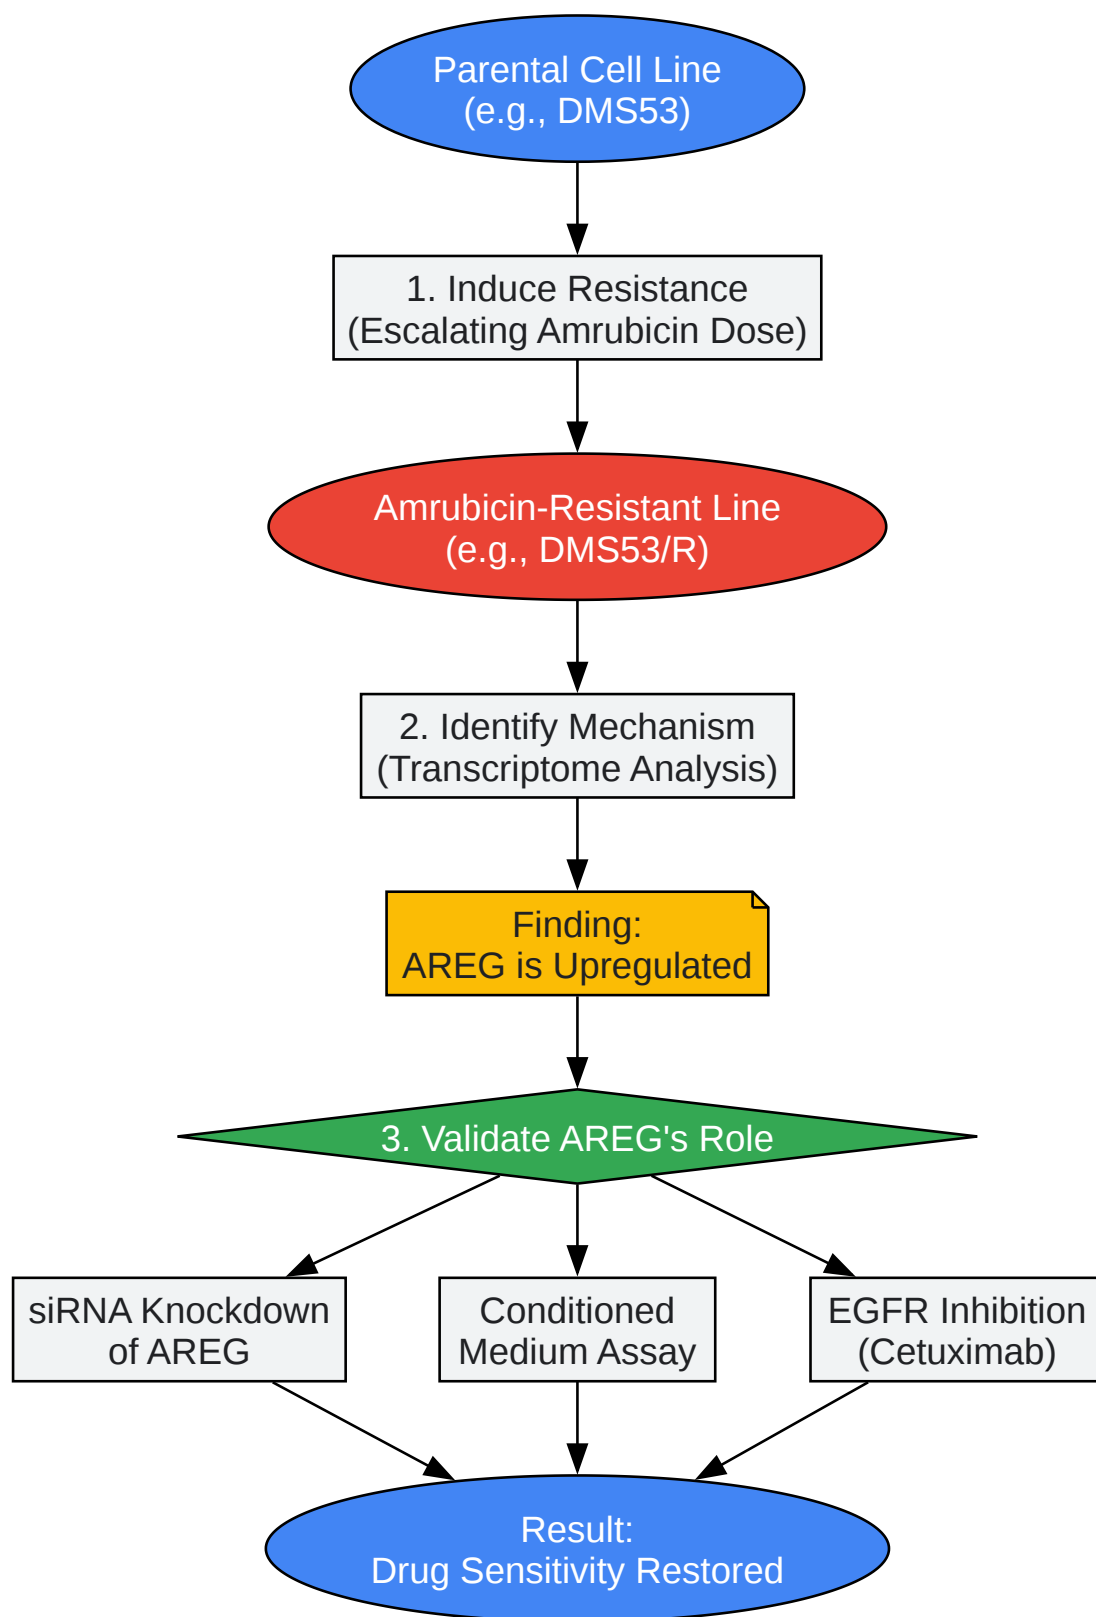 Parental Cell Line
(e.g., DMS53)
1. Induce Resistance
(Escalating Amrubicin Dose)
Amrubicin-Resistant Line
(e.g., DMS53/R)
2. Identify Mechanism
(Transcriptome Analysis)
Finding:
AREG is Upregulated
3. Validate AREG's Role
siRNA Knockdown
of AREG
Conditioned
Medium Assay
EGFR Inhibition
(Cetuximab)
Result:
Drug Sensitivity Restored